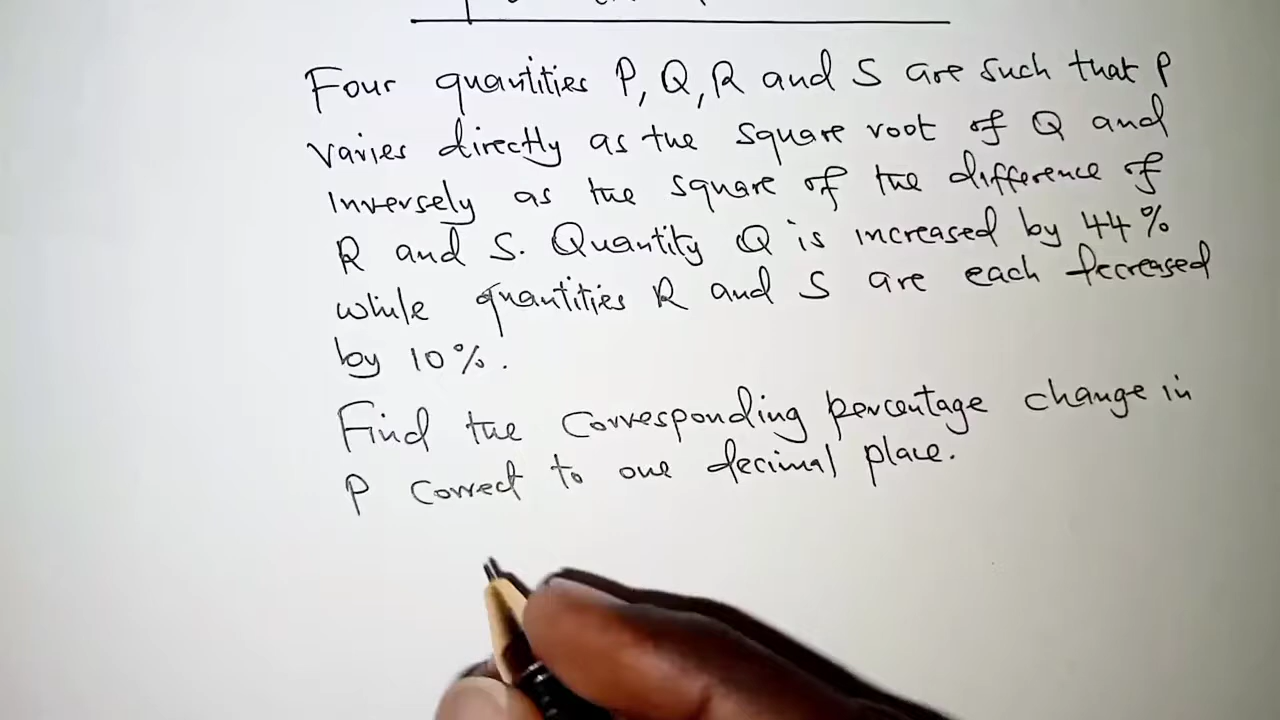 Four quantities P, Q, R and S are such that P
varies directly as the square root of Q and
inversely as the square of the difference of
R and S. Quantity Q is increased by 44%
while quantities R and S are each decreased
by 10%.
Find the corresponding percentage change in
P correct to one decimal place.